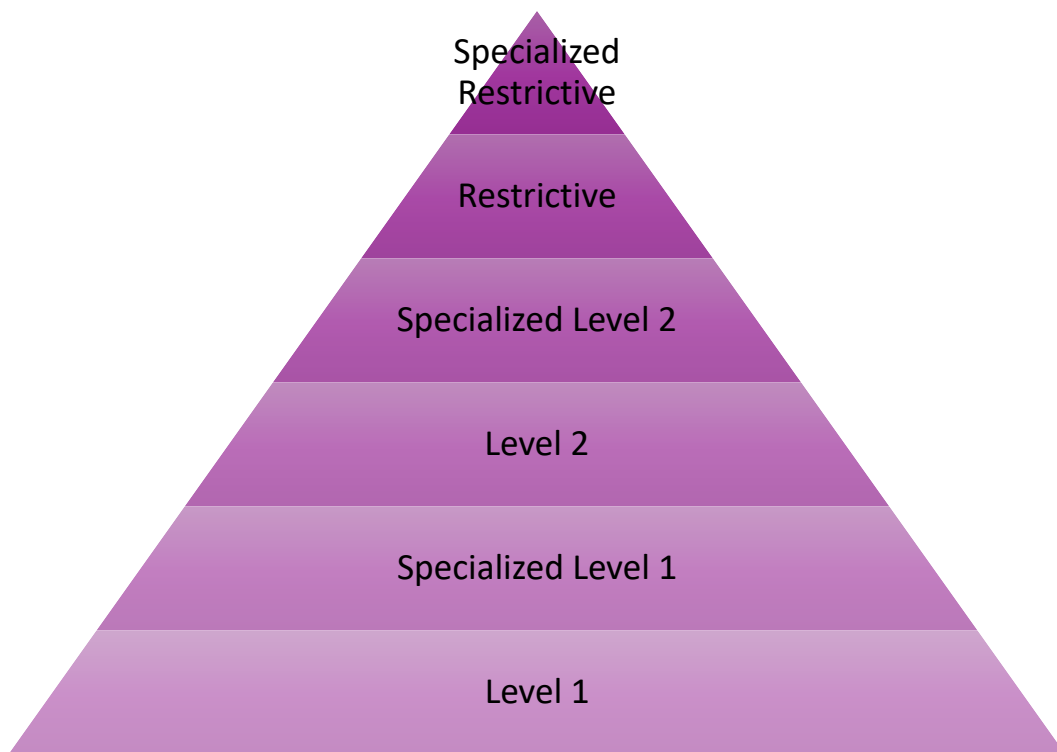 Specialized
Restrictive
Restrictive
Specialized Level 2
Level 2
Specialized Level 1
Level 1